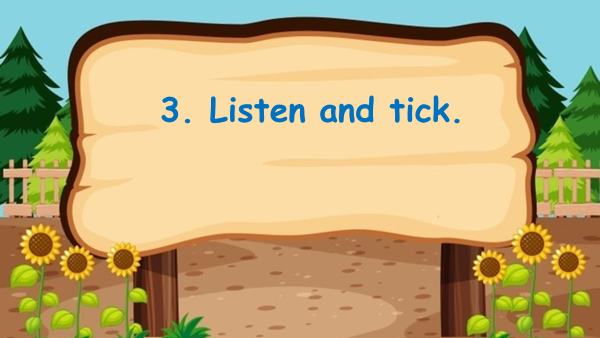 3. Listen and tick.